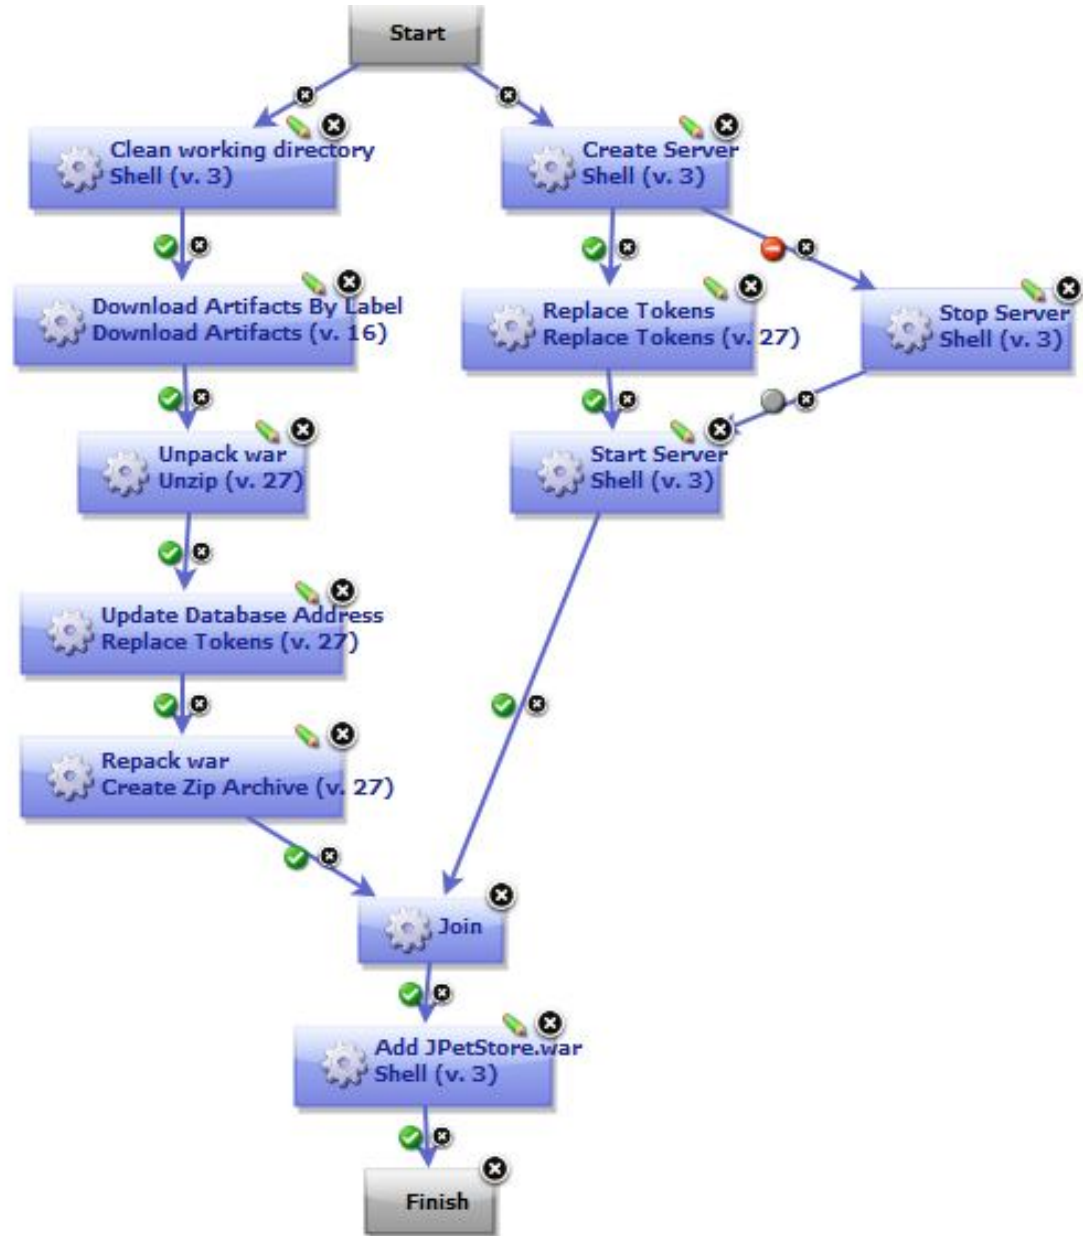 Start
Clean working directory
Shell (v. 3)
Create Server
Shell (v. 3)
Download Artifacts By Label
Download Artifacts (v. 16)
Replace Tokens
Replace Tokens (v. 27)
Stop Server
Shell (v. 3)
Unpack war
Unzip (v. 27)
Start Server
Shell (v. 3)
Update Database Address
Replace Tokens (v. 27)
Repack war
Create Zip Archive (v. 27)
Join
Add JPetStore.war
Shell (v. 3)
Finish